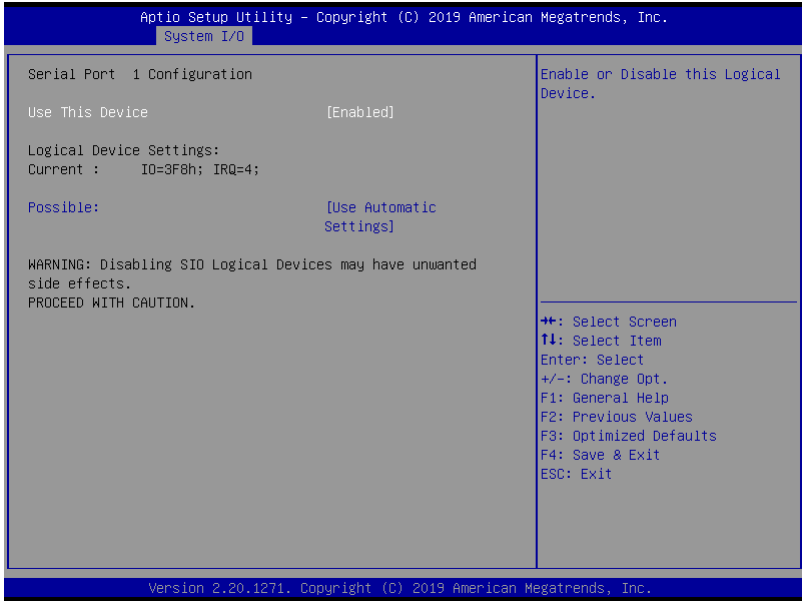 Aptio Setup Utility – Copyright (C) 2019 American Megatrends, Inc.
System I/O
Serial Port  1 Configuration
Use This Device [Enabled]
Logical Device Settings:
Current : IO=3F8h; IRQ=4;
Possible: [Use Automatic
Settings]
WARNING: Disabling SIO Logical Devices may have unwanted
side effects.
PROCEED WITH CAUTION.
Enable or Disable this Logical
Device.
→←: Select Screen
↑↓: Select Item
Enter: Select
+/-: Change Opt.
F1: General Help
F2: Previous Values
F3: Optimized Defaults
F4: Save & Exit
ESC: Exit
Version 2.20.1271. Copyright (C) 2019 American Megatrends, Inc.